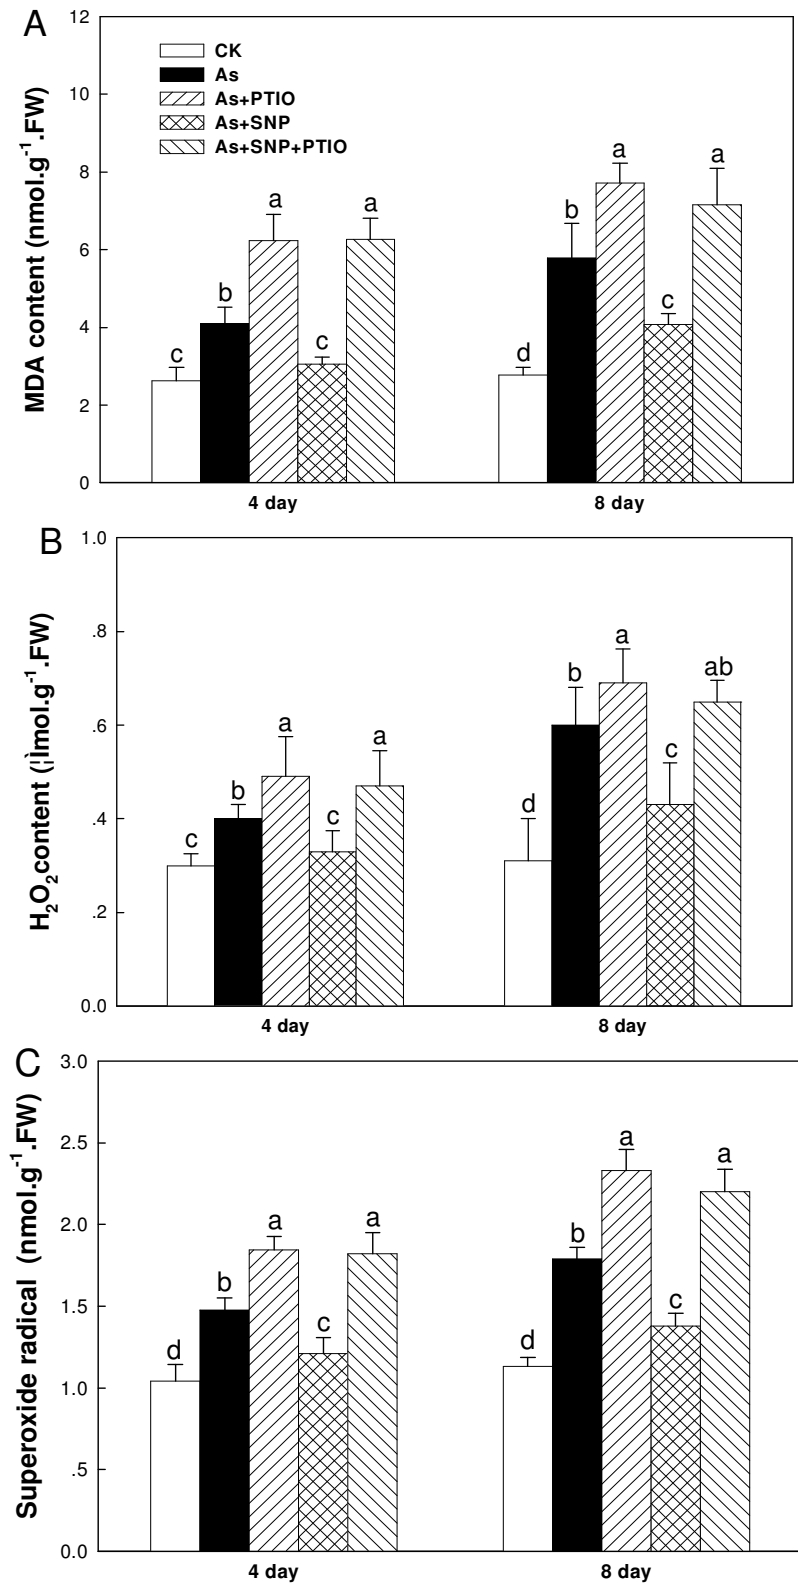 A
MDA content (nmol.g-1.FW)
12
10
8
6
4
2
0
CK
As
As+PTIO
As+SNP
As+SNP+PTIO
c
b
a
c
a
d
b
a
c
a
4 day
8 day
B
H2O2content (¦Ìmol.g-1.FW)
1.0
.8
.6
.4
.2
0.0
c
b
a
c
a
d
b
a
c
ab
4 day
8 day
C
Superoxide radical (nmol.g-1.FW)
3.0
2.5
2.0
1.5
1.0
.5
0.0
d
b
a
c
a
d
b
a
c
a
4 day
8 day